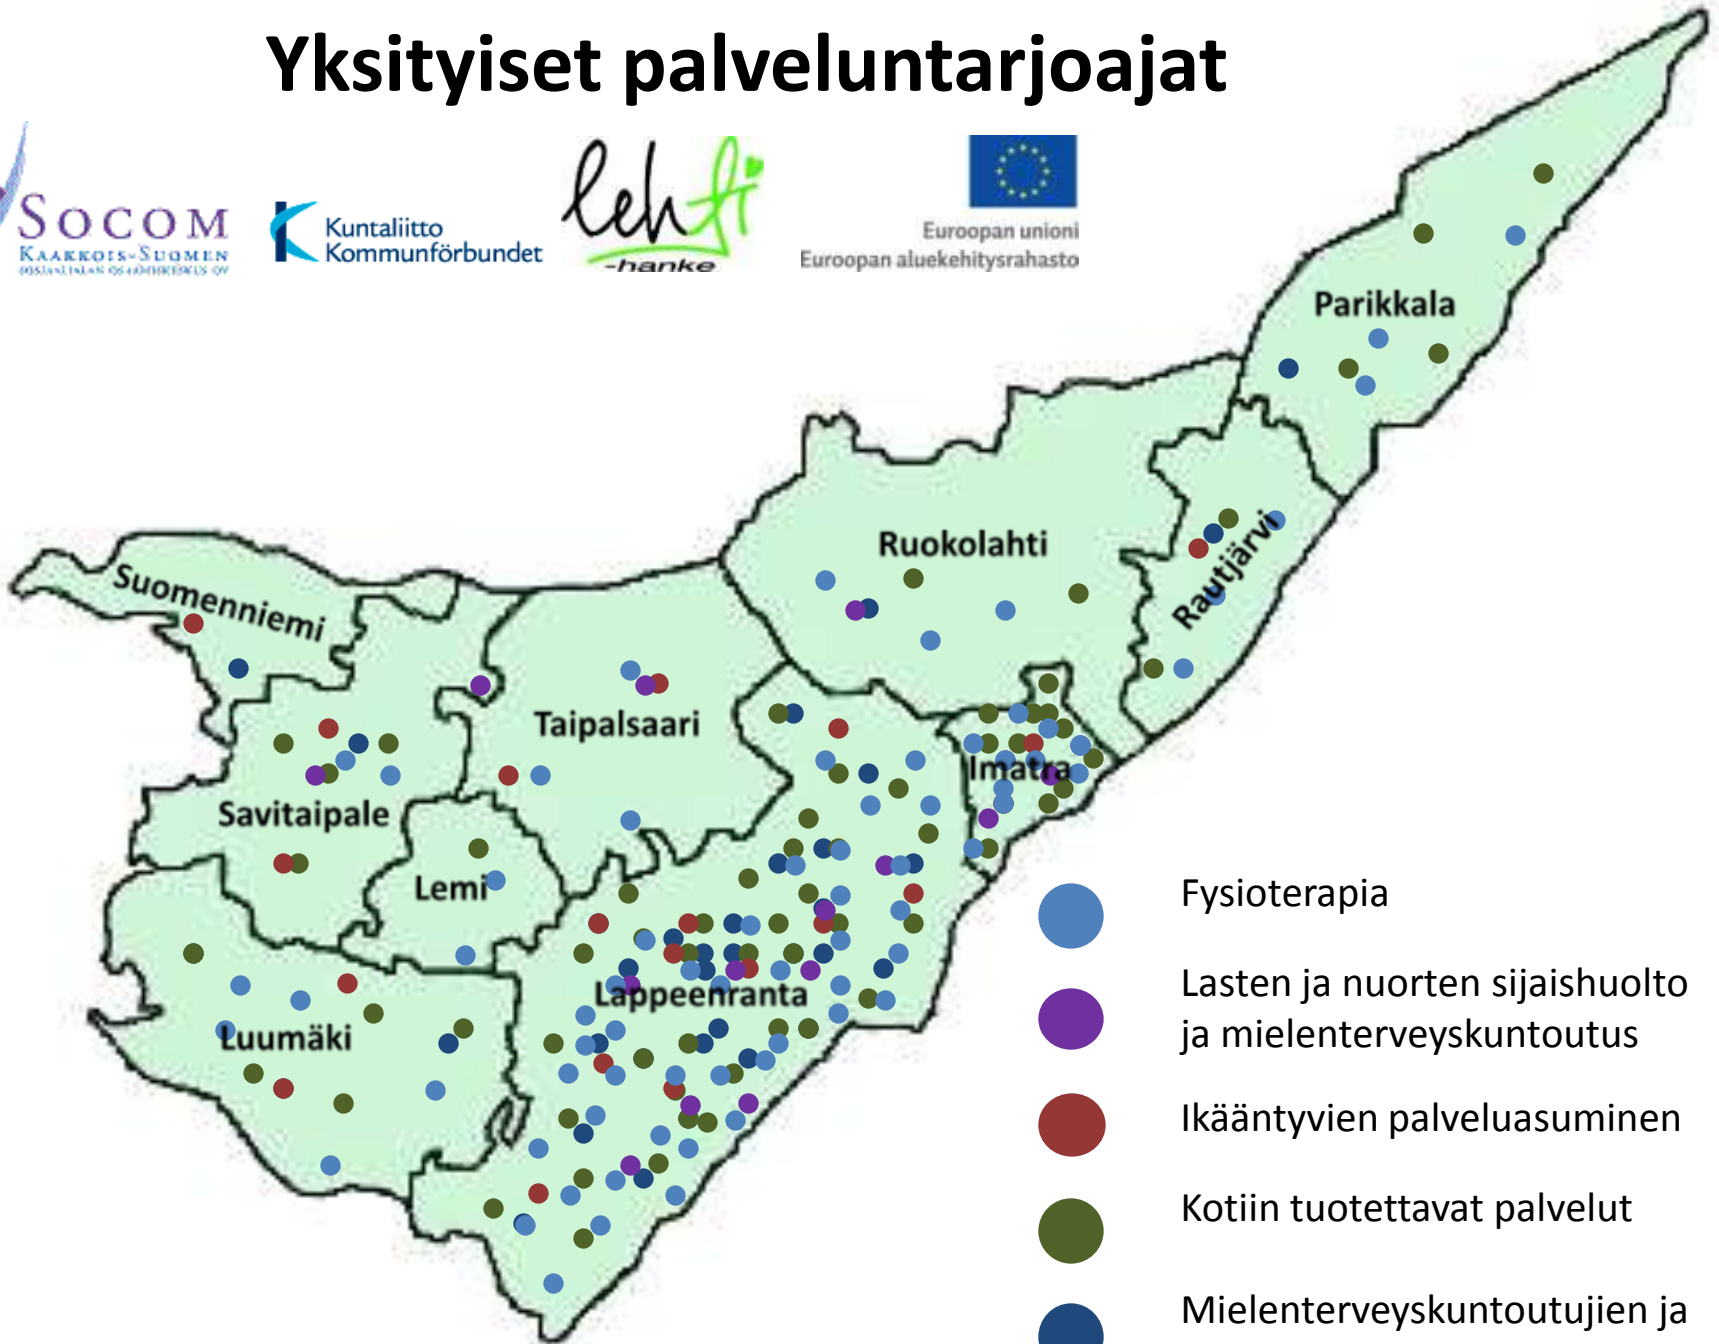 Yksityiset palveluntarjoajat
SOCOM
KAAKKOIS-SUOMEN
Kuntaliitto
Kommunförbundet
lehti
-hanke
Euroopan unioni
Euroopan aluekehitysrahasto
Parikkala
Ruokolahti
Rautjärvi
Suomenniemi
Taipalsaari
Imatra
Savitaipale
Lemi
Lappeenranta
Luumäki
Fysioterapia
Lasten ja nuorten sijaishuolto
ja mielenterveyskuntoutus
Ikääntyvien palveluasuminen
Kotiin tuotettavat palvelut
Mielenterveyskuntoutujien ja